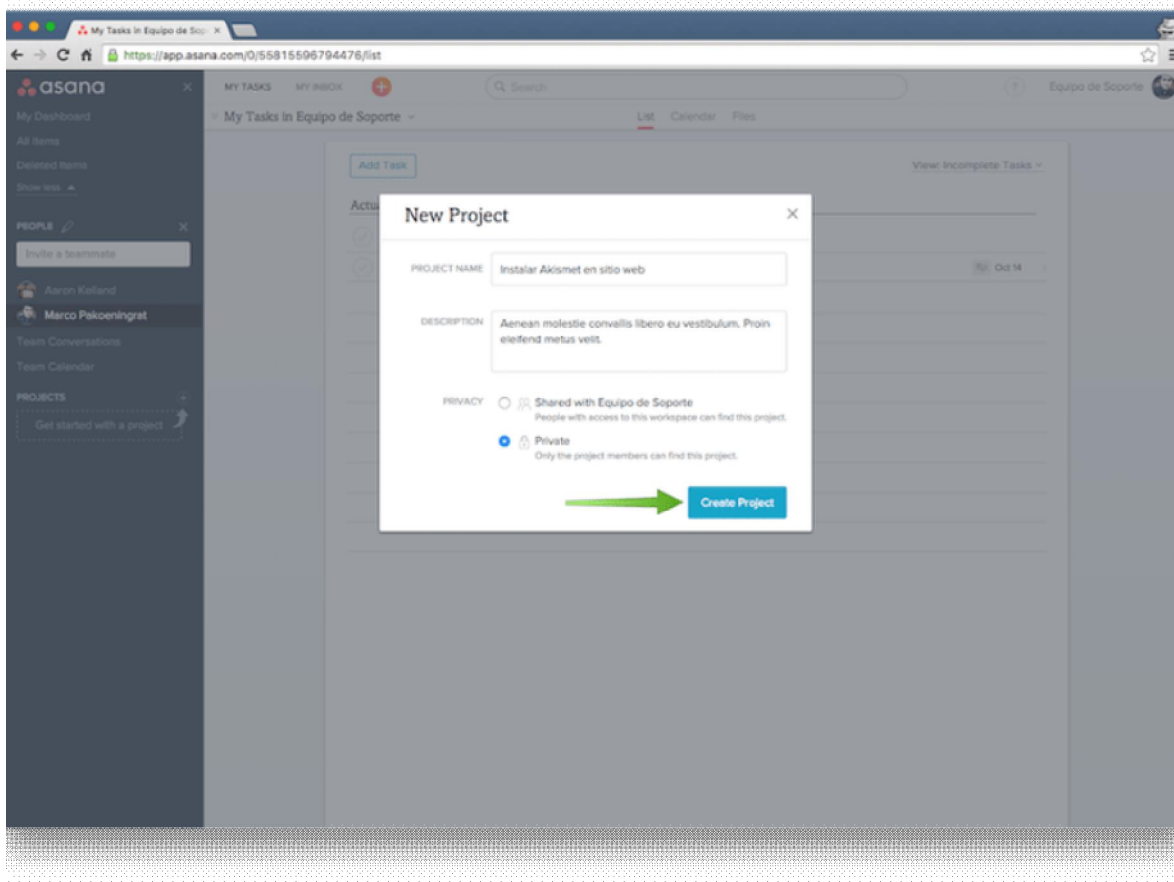 My Tasks in Equipo de Sop
https://app.asana.com/0/55815596794476/list
asana
MY TASKS MY INBOX
Search
Equipo de Soporte
My Dashboard
My Tasks in Equipo de Soporte
List Calendar Files
All Items
Deleted Items
Show less
Add Task
View: Incomplete Tasks
PEOPLE
Invite a teammate
Aaron Kelland
Marco Pakoeningrat
Team Conversations
Team Calendar
PROJECTS
Get started with a project
Actu
Oct 14
New Project
PROJECT NAME Instalar Akismet en sitio web
DESCRIPTION Aenean molestie convallis libero eu vestibulum. Proin
eleifend metus velit.
PRIVACY Shared with Equipo de Soporte
People with access to this workspace can find this project.
Private
Only the project members can find this project.
Create Project